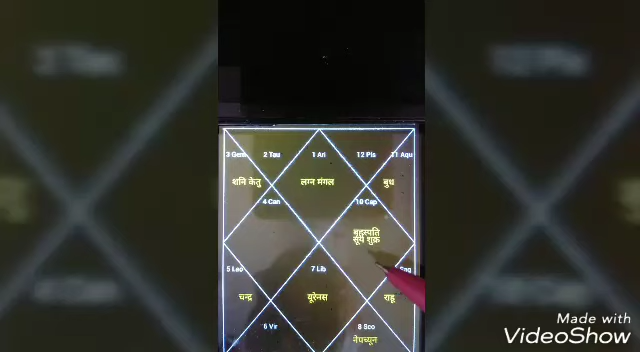 3 Gem 2 Tau 1 Ari 12 Pis 11 Aqu
शनि केतु लग्न मंगल बुध
4 Can 10 Cap
बृहस्पति
सूर्य शुक्र
5 Leo 7 Lib Sag
चन्द्र यूरेनस राहू
6 Vir 8 Sco
नेपच्यून
Made with
VideoShow